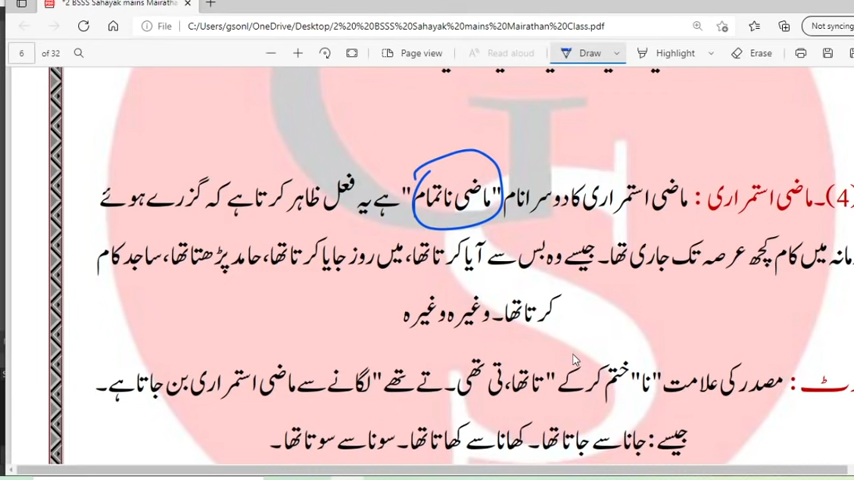 *2 BSSS Sahayak mains Mairatha
File C:/Users/gsonl/OneDrive/Desktop/2%20%20BSSS%20Sahayak%20mains%20Mairathan%20Class.pdf Not syncing
6 of 32 Page view Read aloud Draw Highlight Erase
(4)۔ماضی استمراری : ماضی استمراری کا دوسرا نام "ماضی ناتمام" ہے یہ فعل ظاہر کرتا ہے کہ گزرے ہوئے
مانہ میں کام کچھ عرصہ تک جاری تھا۔ جیسے وہ بس سے آیا کرتا تھا، میں روز جایا کرتا تھا، حامد پڑھتا تھا، ساجد کام
کرتا تھا۔ وغیرہ وغیرہ
ٹ : مصدر کی علامت "نا" ختم کر کے "تا تھا، تی تھی۔ تے تھے" لگانے سے ماضی استمراری بن جاتا ہے۔
جیسے : جانا سے جاتا تھا۔ کھانا سے کھاتا تھا۔ سونا سے سوتا تھا۔